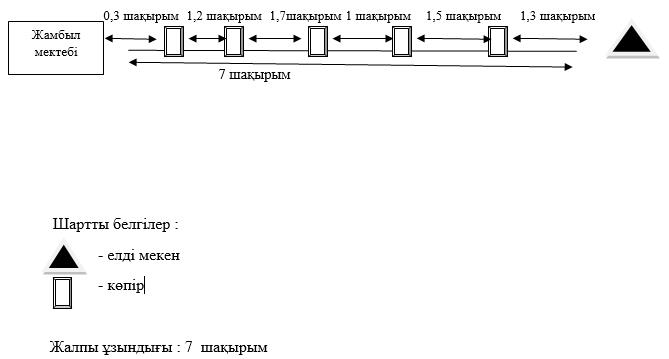 0,3 шақырым 1,2 шақырым 1,7шақырым 1 шақырым 1,5 шақырым 1,3 шақырым
Жамбыл
мектебі
7 шақырым
Шартты белгілер :
- елді мекен
- көпір
Жалпы ұзындығы : 7 шақырым